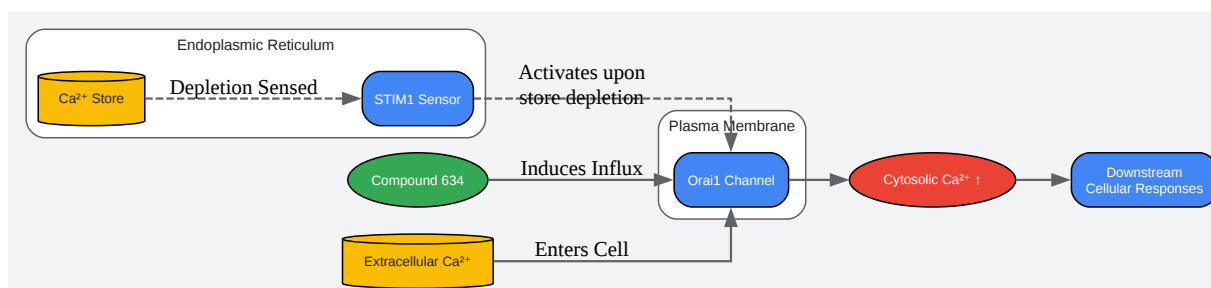 Endoplasmic Reticulum
Ca²⁺ Store
Depletion Sensed
STIM1 Sensor
Activates upon
store depletion
Plasma Membrane
Compound 634
Induces Influx
Orai1 Channel
Cytosolic Ca²⁺ ↑
Downstream
Cellular Responses
Extracellular Ca²⁺
Enters Cell